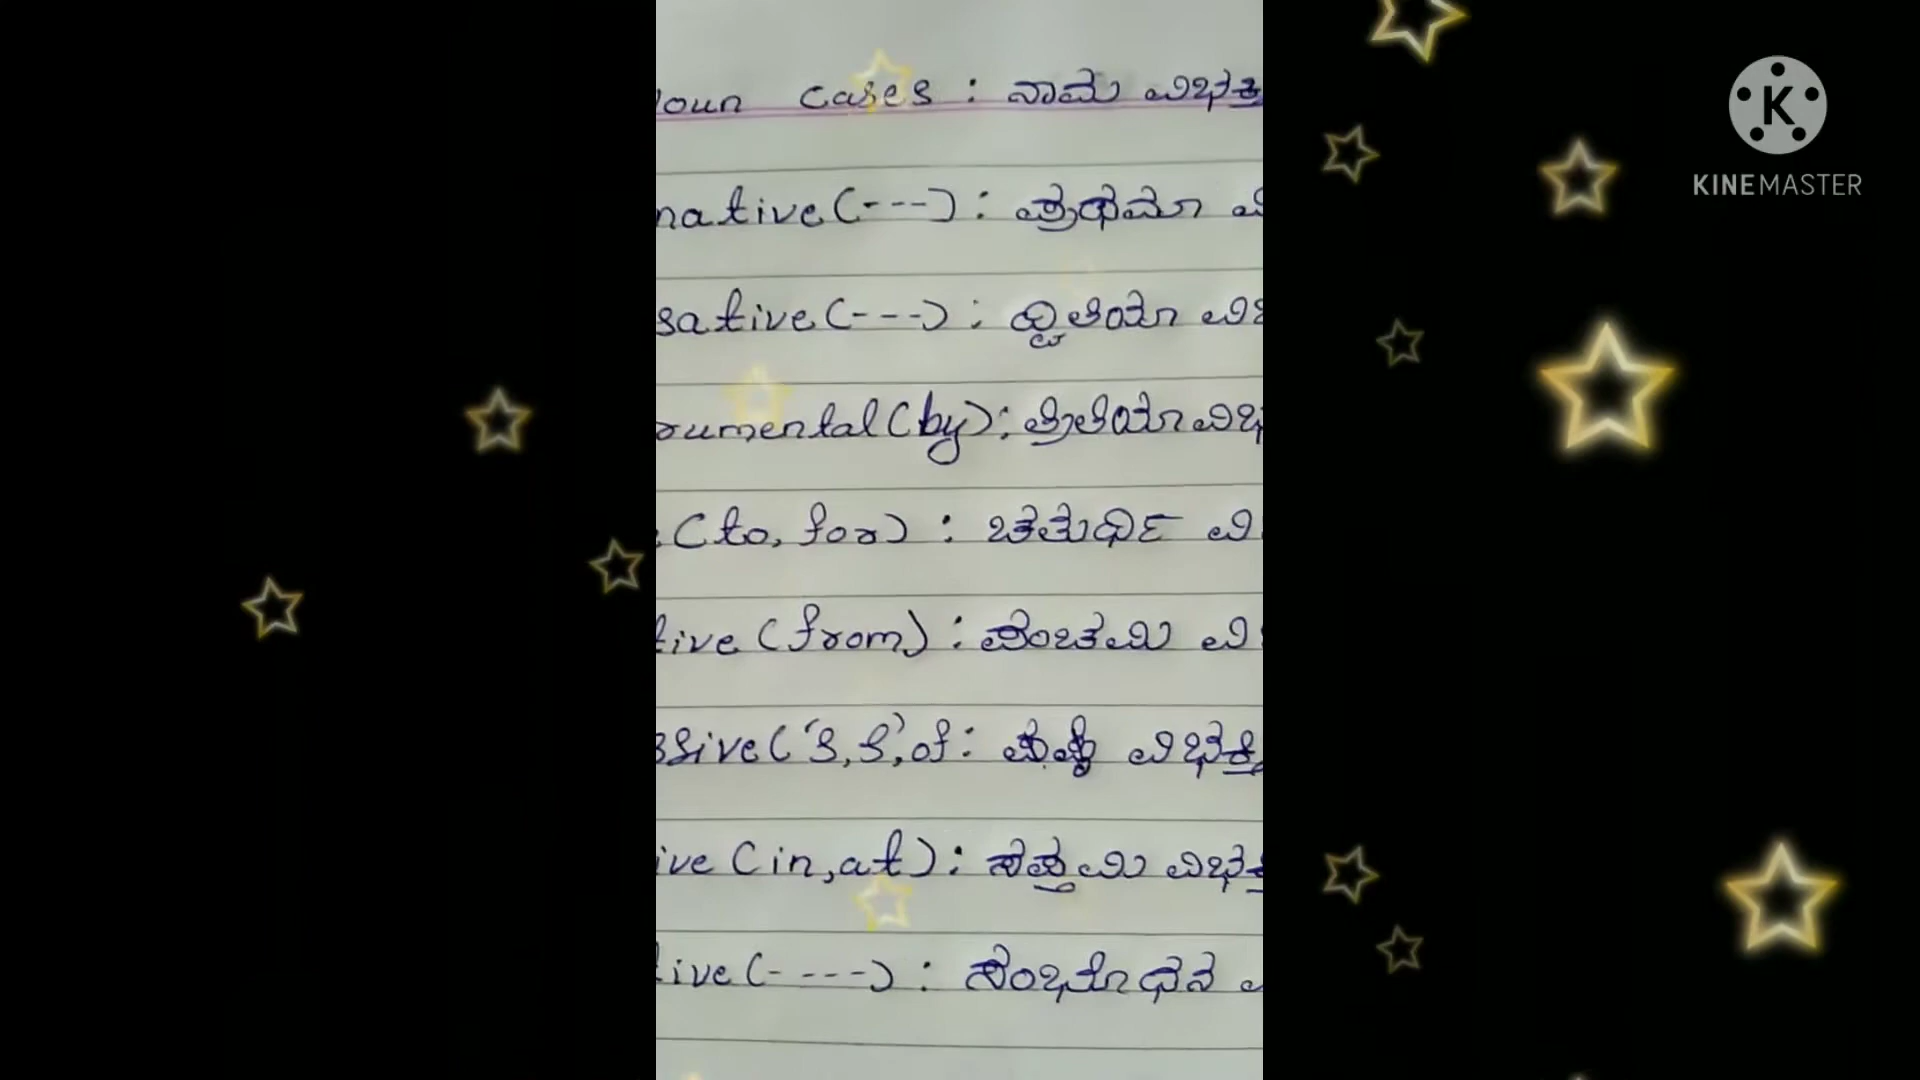 oun cases : ನಾಮ ವಿಭಕ್ತ
KINEMASTER
native(---) : ಪ್ರಥಮಾ ವಿ
sative(---) : ದ್ವಿತಿಯಾ ವಿಭ
rumental(by): ತ್ರುತಿಯಾ ವಿಭ
(to, for) : ಚತುರ್ಥಿ ವಿ
tive (from) : ಪಂಚಮಿ ವಿ
ssive('s,s',of: ಷಷ್ಠಿ ವಿಭಕ್ತ
ive (in,at): ಸಪ್ತಮಿ ವಿಭಕ್ತ
tive(----) : ಸಂಭೋಧನ ವ